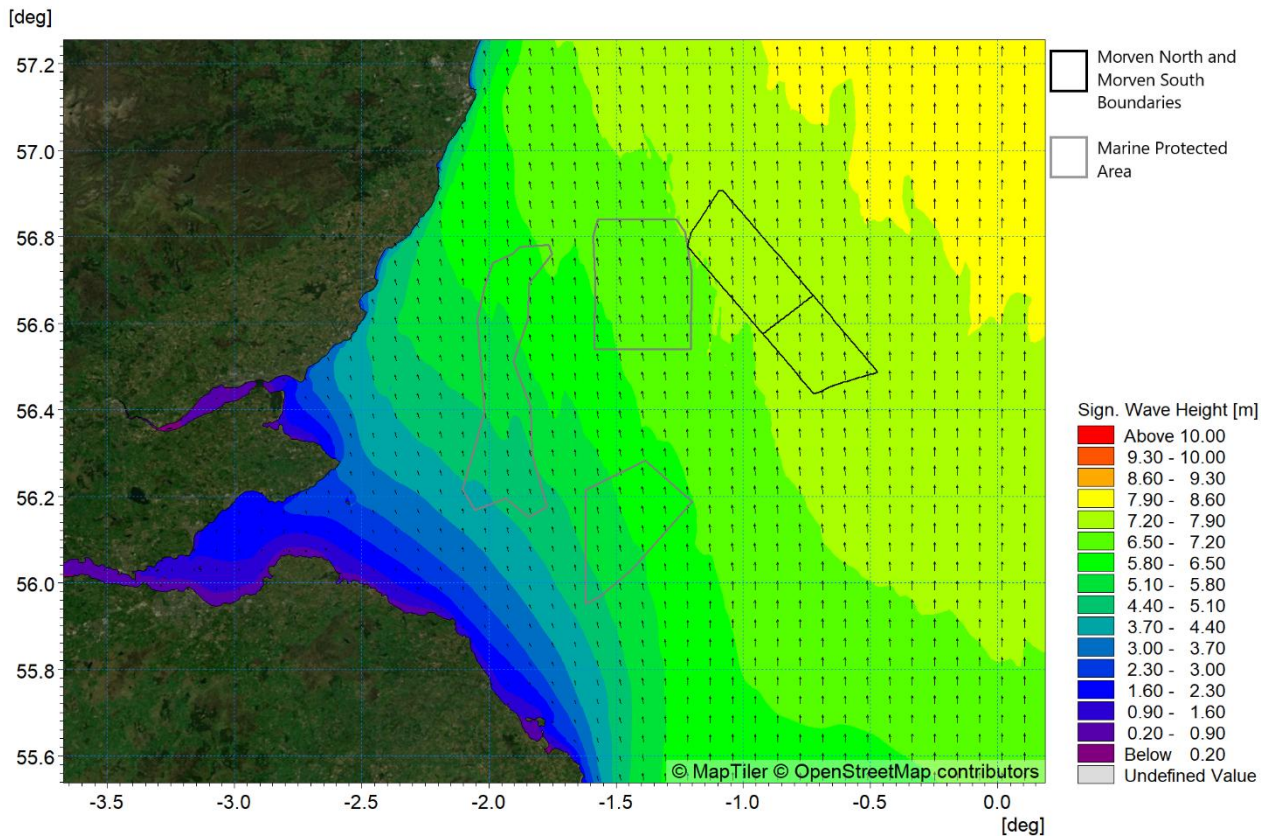 [deg]
57.2
57.0
56.8
56.6
56.4
56.2
56.0
55.8
55.6
-3.5 -3.0 -2.5 -2.0 -1.5 -1.0 -0.5 0.0
[deg]
© MapTiler © OpenStreetMap contributors
Morven North and
Morven South
Boundaries
Marine Protected
Area
Sign. Wave Height [m]
Above 10.00
9.30 - 10.00
8.60 - 9.30
7.90 - 8.60
7.20 - 7.90
6.50 - 7.20
5.80 - 6.50
5.10 - 5.80
4.40 - 5.10
3.70 - 4.40
3.00 - 3.70
2.30 - 3.00
1.60 - 2.30
0.90 - 1.60
0.20 - 0.90
Below 0.20
Undefined Value